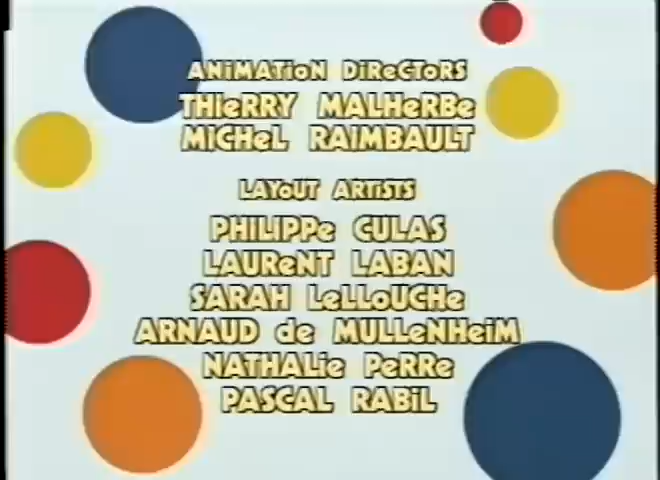 ANiMATioN DiReCToRS
THieRRY MALHeRBe
MiCHeL RAiMBAULT
LAYoUT ARTiSTS
PHiLiPPe CULAS
LAUReNT LABAN
SARAH LeLLoUCHe
ARNAUD de MULLeNHeiM
NATHALie PeRRe
PASCAL RABiL